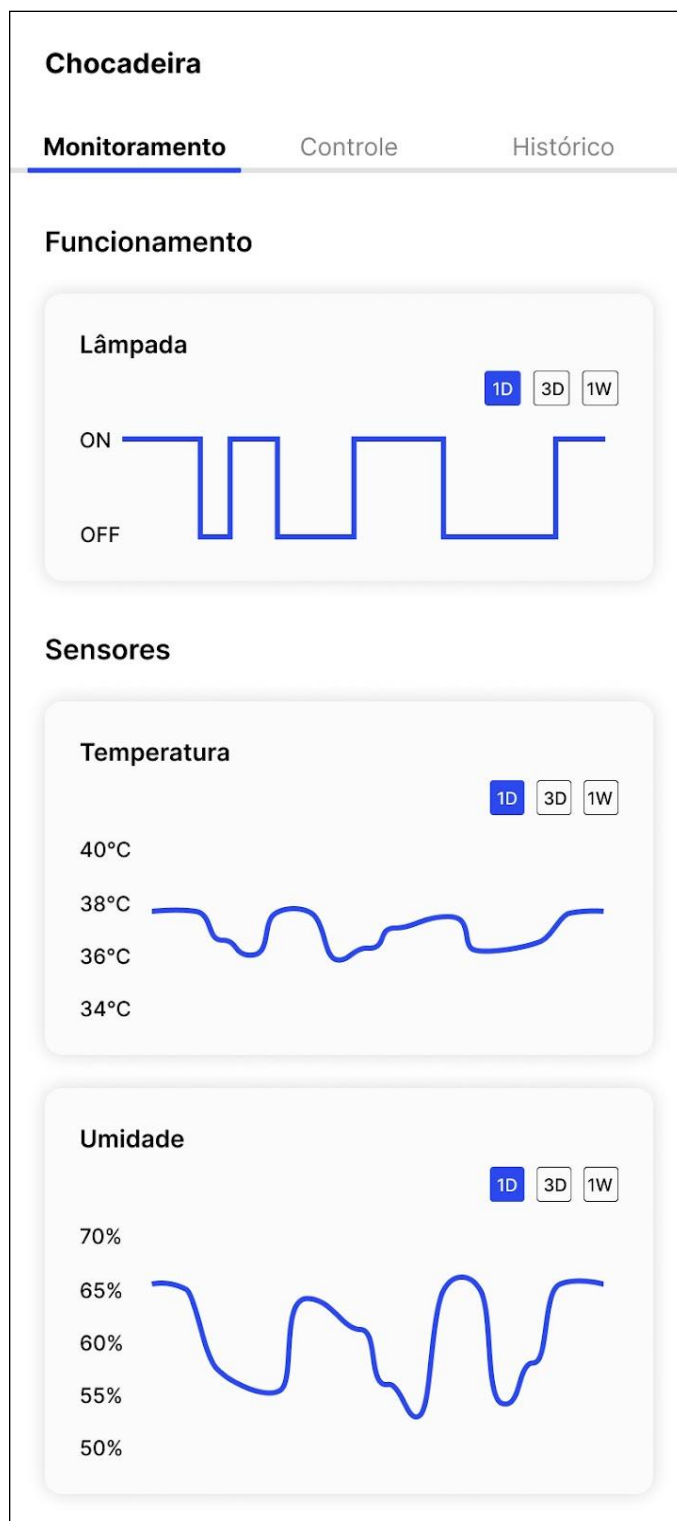 Chocadeira
Monitoramento Controle Histórico
Funcionamento
Lâmpada
1D 3D 1W
ON
OFF
Sensores
Temperatura
1D 3D 1W
40°C
38°C
36°C
34°C
Umidade
1D 3D 1W
70%
65%
60%
55%
50%